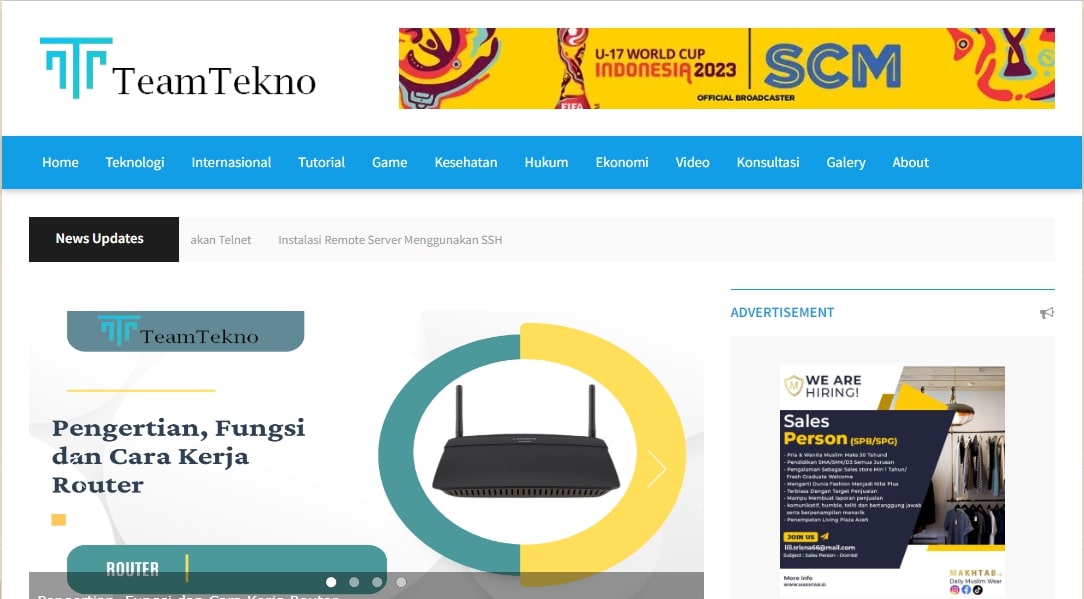 TeamTekno
U-17 WORLD CUP
INDONESIA 2023
SCM
OFFICIAL BROADCASTER
FIFA
Home Teknologi Internasional Tutorial Game Kesehatan Hukum Ekonomi Video Konsultasi Galery About
News Updates
akan Telnet Instalasi Remote Server Menggunakan SSH
TeamTekno
Pengertian, Fungsi
dan Cara Kerja
Router
ROUTER
Pengertian, Fungsi dan Cara Kerja Router
ADVERTISEMENT
M
WE ARE
HIRING!
Sales
Person (SPB/SPG)
- Pria & Wanita Muslim Maks 30 Tahund
- Pendidikan SMA/SMK/D3 Semua Jurusan
- Pengalaman Sebagai Sales store Min 1 Tahun/
Fresh Graduate Welcome
- Mengerti Dunia Fashion Menjadi Nilai Plus
- Terbiasa Dengan Target Penjualan
- Mampu Membuat laporan penjualan
- komunikatif, humble, teliti dan bertanggung jawab
serta berpenampilan menarik
- Penempatan Living Plaza Aceh
JOIN US
lili.trisna66@mail.com
Subject : Sales Person - Domisili
More Info
WWW.MAKHTAB.ID
MAKHTAB
Daily Muslim Wear